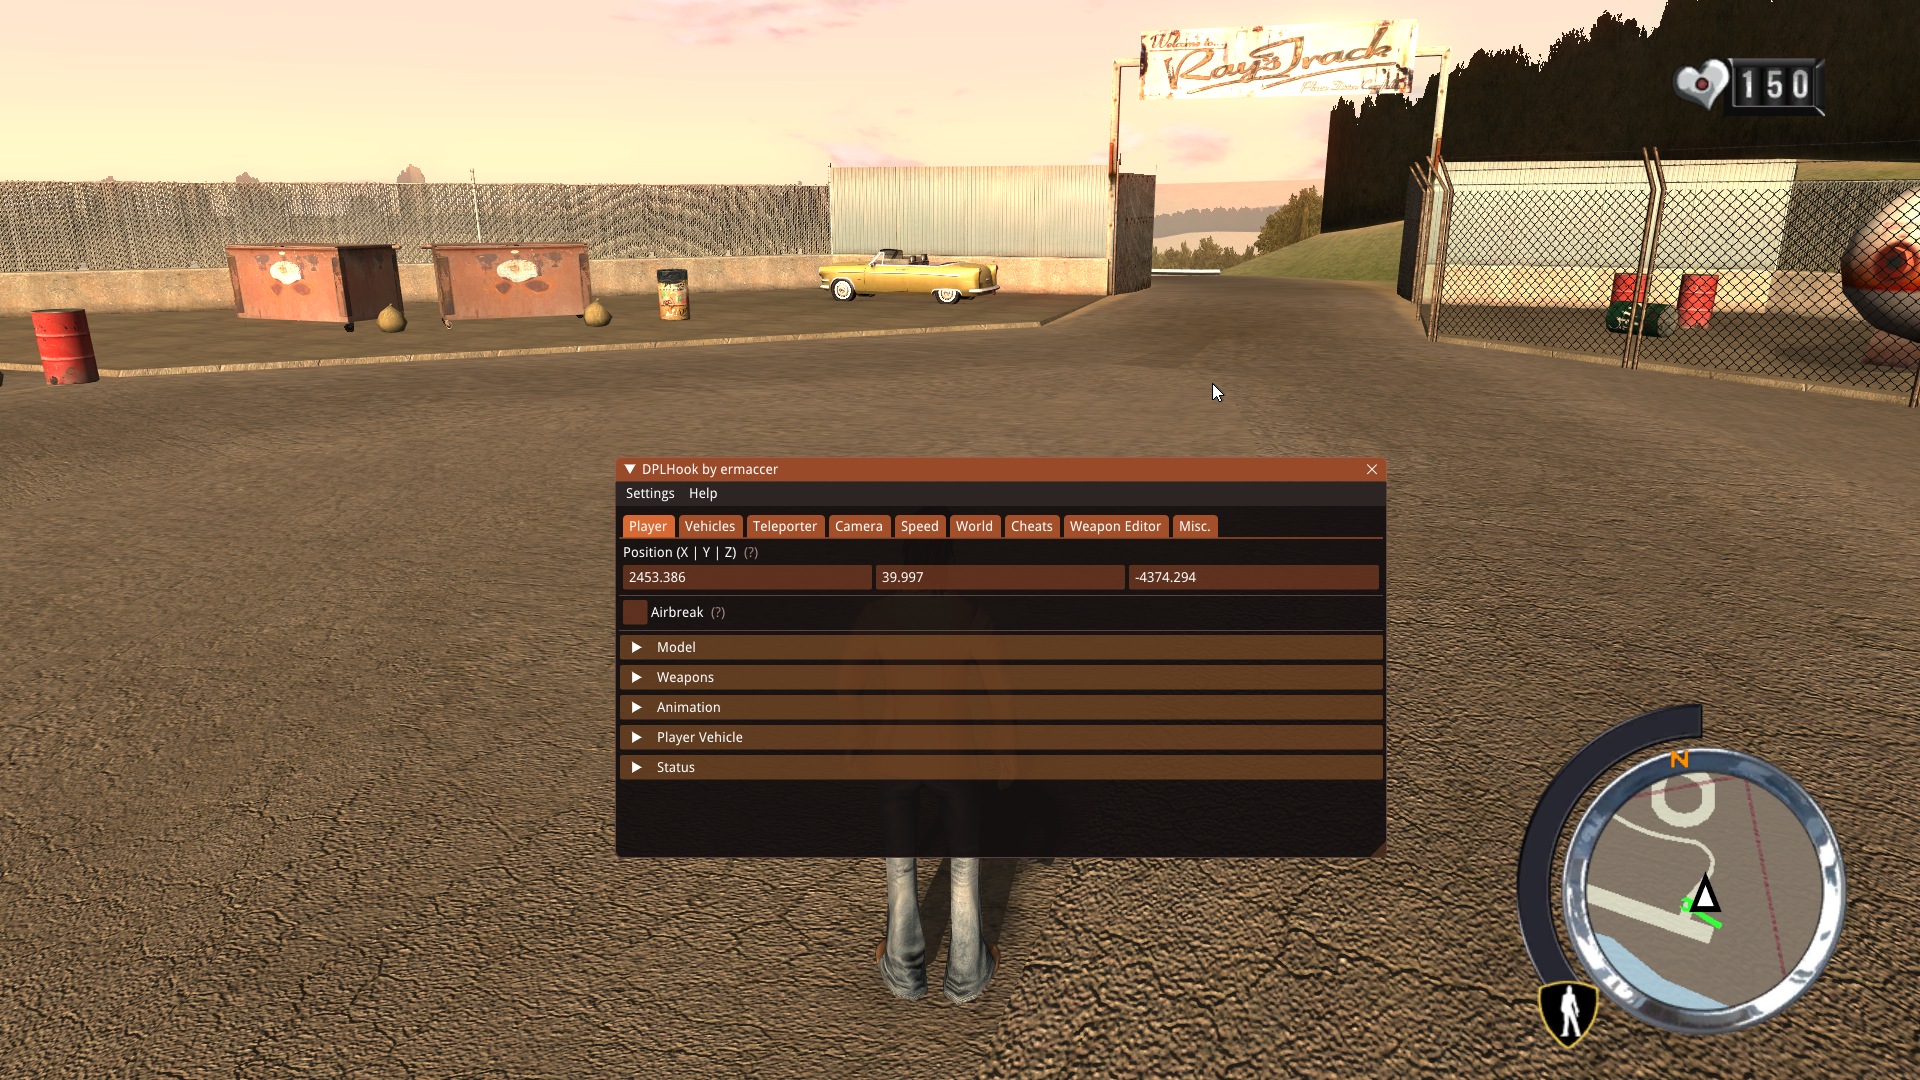 Welcome to...
Ray's Track
150
DPLHook by ermaccer
Settings Help
Player Vehicles Teleporter Camera Speed World Cheats Weapon Editor Misc.
Position (X | Y | Z) (?)
2453.386 39.997 -4374.294
Airbreak (?)
Model
Weapons
Animation
Player Vehicle
Status
N